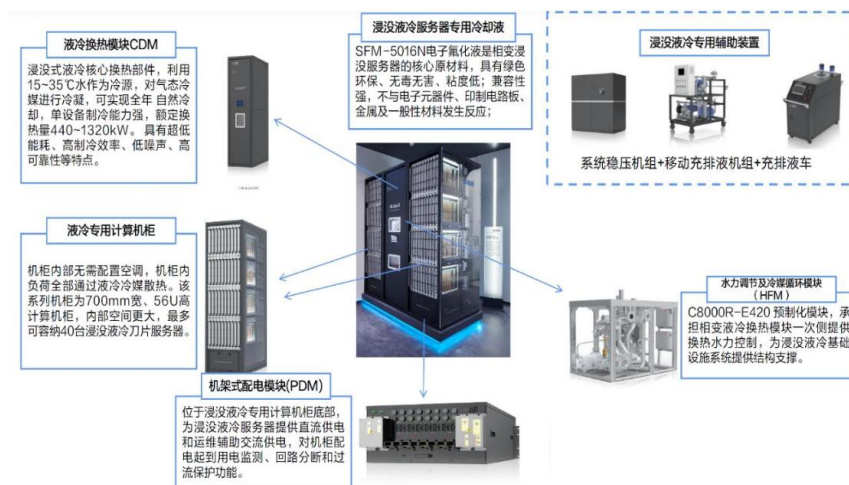 液冷换热模块CDM
浸没式液冷核心换热部件，利用
15~35℃水作为冷源，对气态冷
媒进行冷凝，可实现全年 自然冷
却，单设备制冷能力强，额定换
热量440~1320kW。具有超低
能耗、高制冷效率、低噪声、高
可靠性等特点。
浸没液冷服务器专用冷却液
SFM-5016N电子氟化液是相变浸
没服务器的核心原材料，具有绿色
环保、无毒无害、粘度低；兼容性
强，不与电子元器件、印制电路板、
金属及一般性材料发生反应；
浸没液冷专用辅助装置
系统稳压机组+移动充排液机组+充排液车
液冷专用计算机柜
机柜内部无需配置空调，机柜内
负荷全部通过液冷冷媒散热。该
系列机柜为700mm宽、56U高
计算机柜，内部空间更大，最多
可容纳40台浸没液冷刀片服务器。
水力调节及冷媒循环模块
（HFM）
C8000R-E420 预制化模块，承
担相变液冷换热模块一次侧提供
换热水力控制，为浸没液冷基础
设施系统提供结构支撑。
机架式配电模块(PDM)
位于浸没液冷专用计算机柜底部，
为浸没液冷服务器提供直流供电
和运维辅助交流供电，对机柜配
电起到用电监测、回路分断和过
流保护功能。